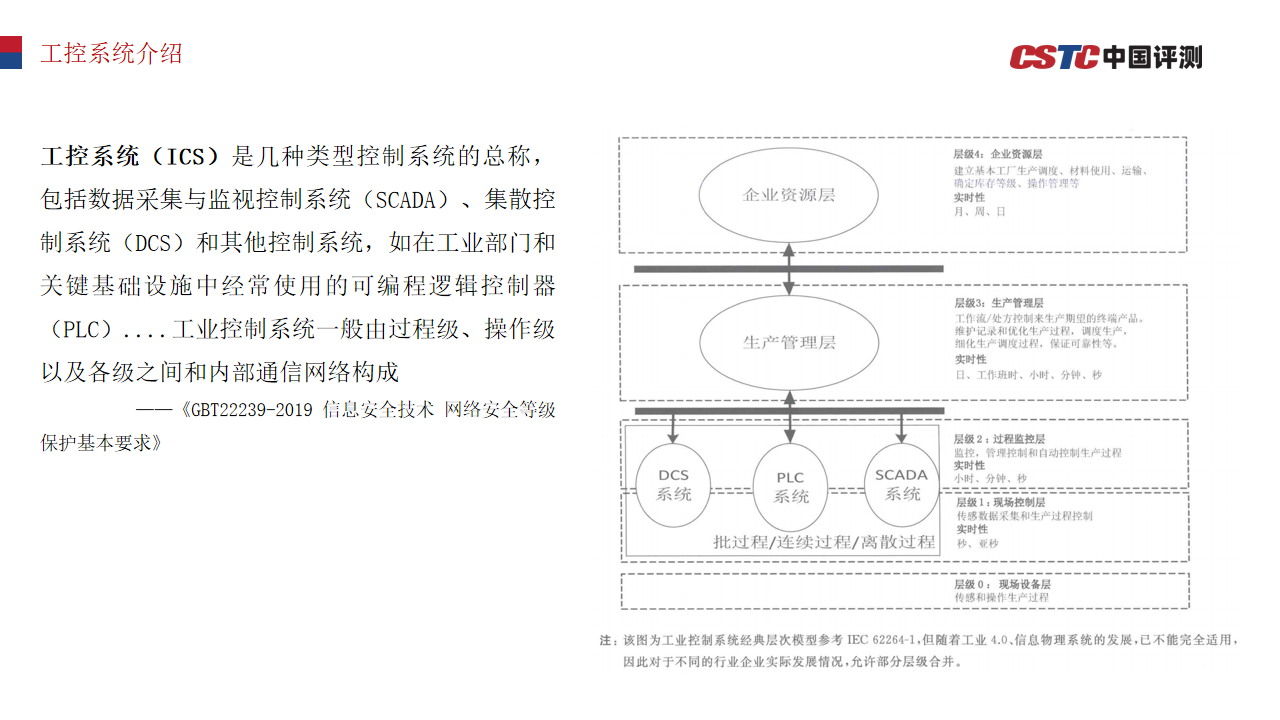 工控系统介绍
CSTC中国评测
工控系统（ICS）是几种类型控制系统的总称，
包括数据采集与监视控制系统（SCADA）、集散控
制系统（DCS）和其他控制系统，如在工业部门和
关键基础设施中经常使用的可编程逻辑控制器
（PLC）....工业控制系统一般由过程级、操作级
以及各级之间和内部通信网络构成
——《GBT22239-2019 信息安全技术 网络安全等级
保护基本要求》
企业资源层
层级4：企业资源层
建立基本工厂生产调度、材料使用、运输、
确定库存等级、操作管理等
实时性
月、周、日
生产管理层
层级3：生产管理层
工作流/处方控制来生产期望的终端产品。
维护记录和优化生产过程，调度生产，
细化生产调度过程，保证可靠性等。
实时性
日、工作班时、小时、分钟、秒
DCS
系统
PLC
系统
SCADA
系统
层级2：过程监控层
监控，管理控制和自动控制生产过程
实时性
小时、分钟、秒
层级1：现场控制层
传感数据采集和生产过程控制
实时性
秒、亚秒
批过程/连续过程/离散过程
层级0： 现场设备层
传感和操作生产过程
注：该图为工业控制系统经典层次模型参考 IEC 62264-1，但随着工业 4.0、信息物理系统的发展，已不能完全适用，
因此对于不同的行业企业实际发展情况，允许部分层级合并。